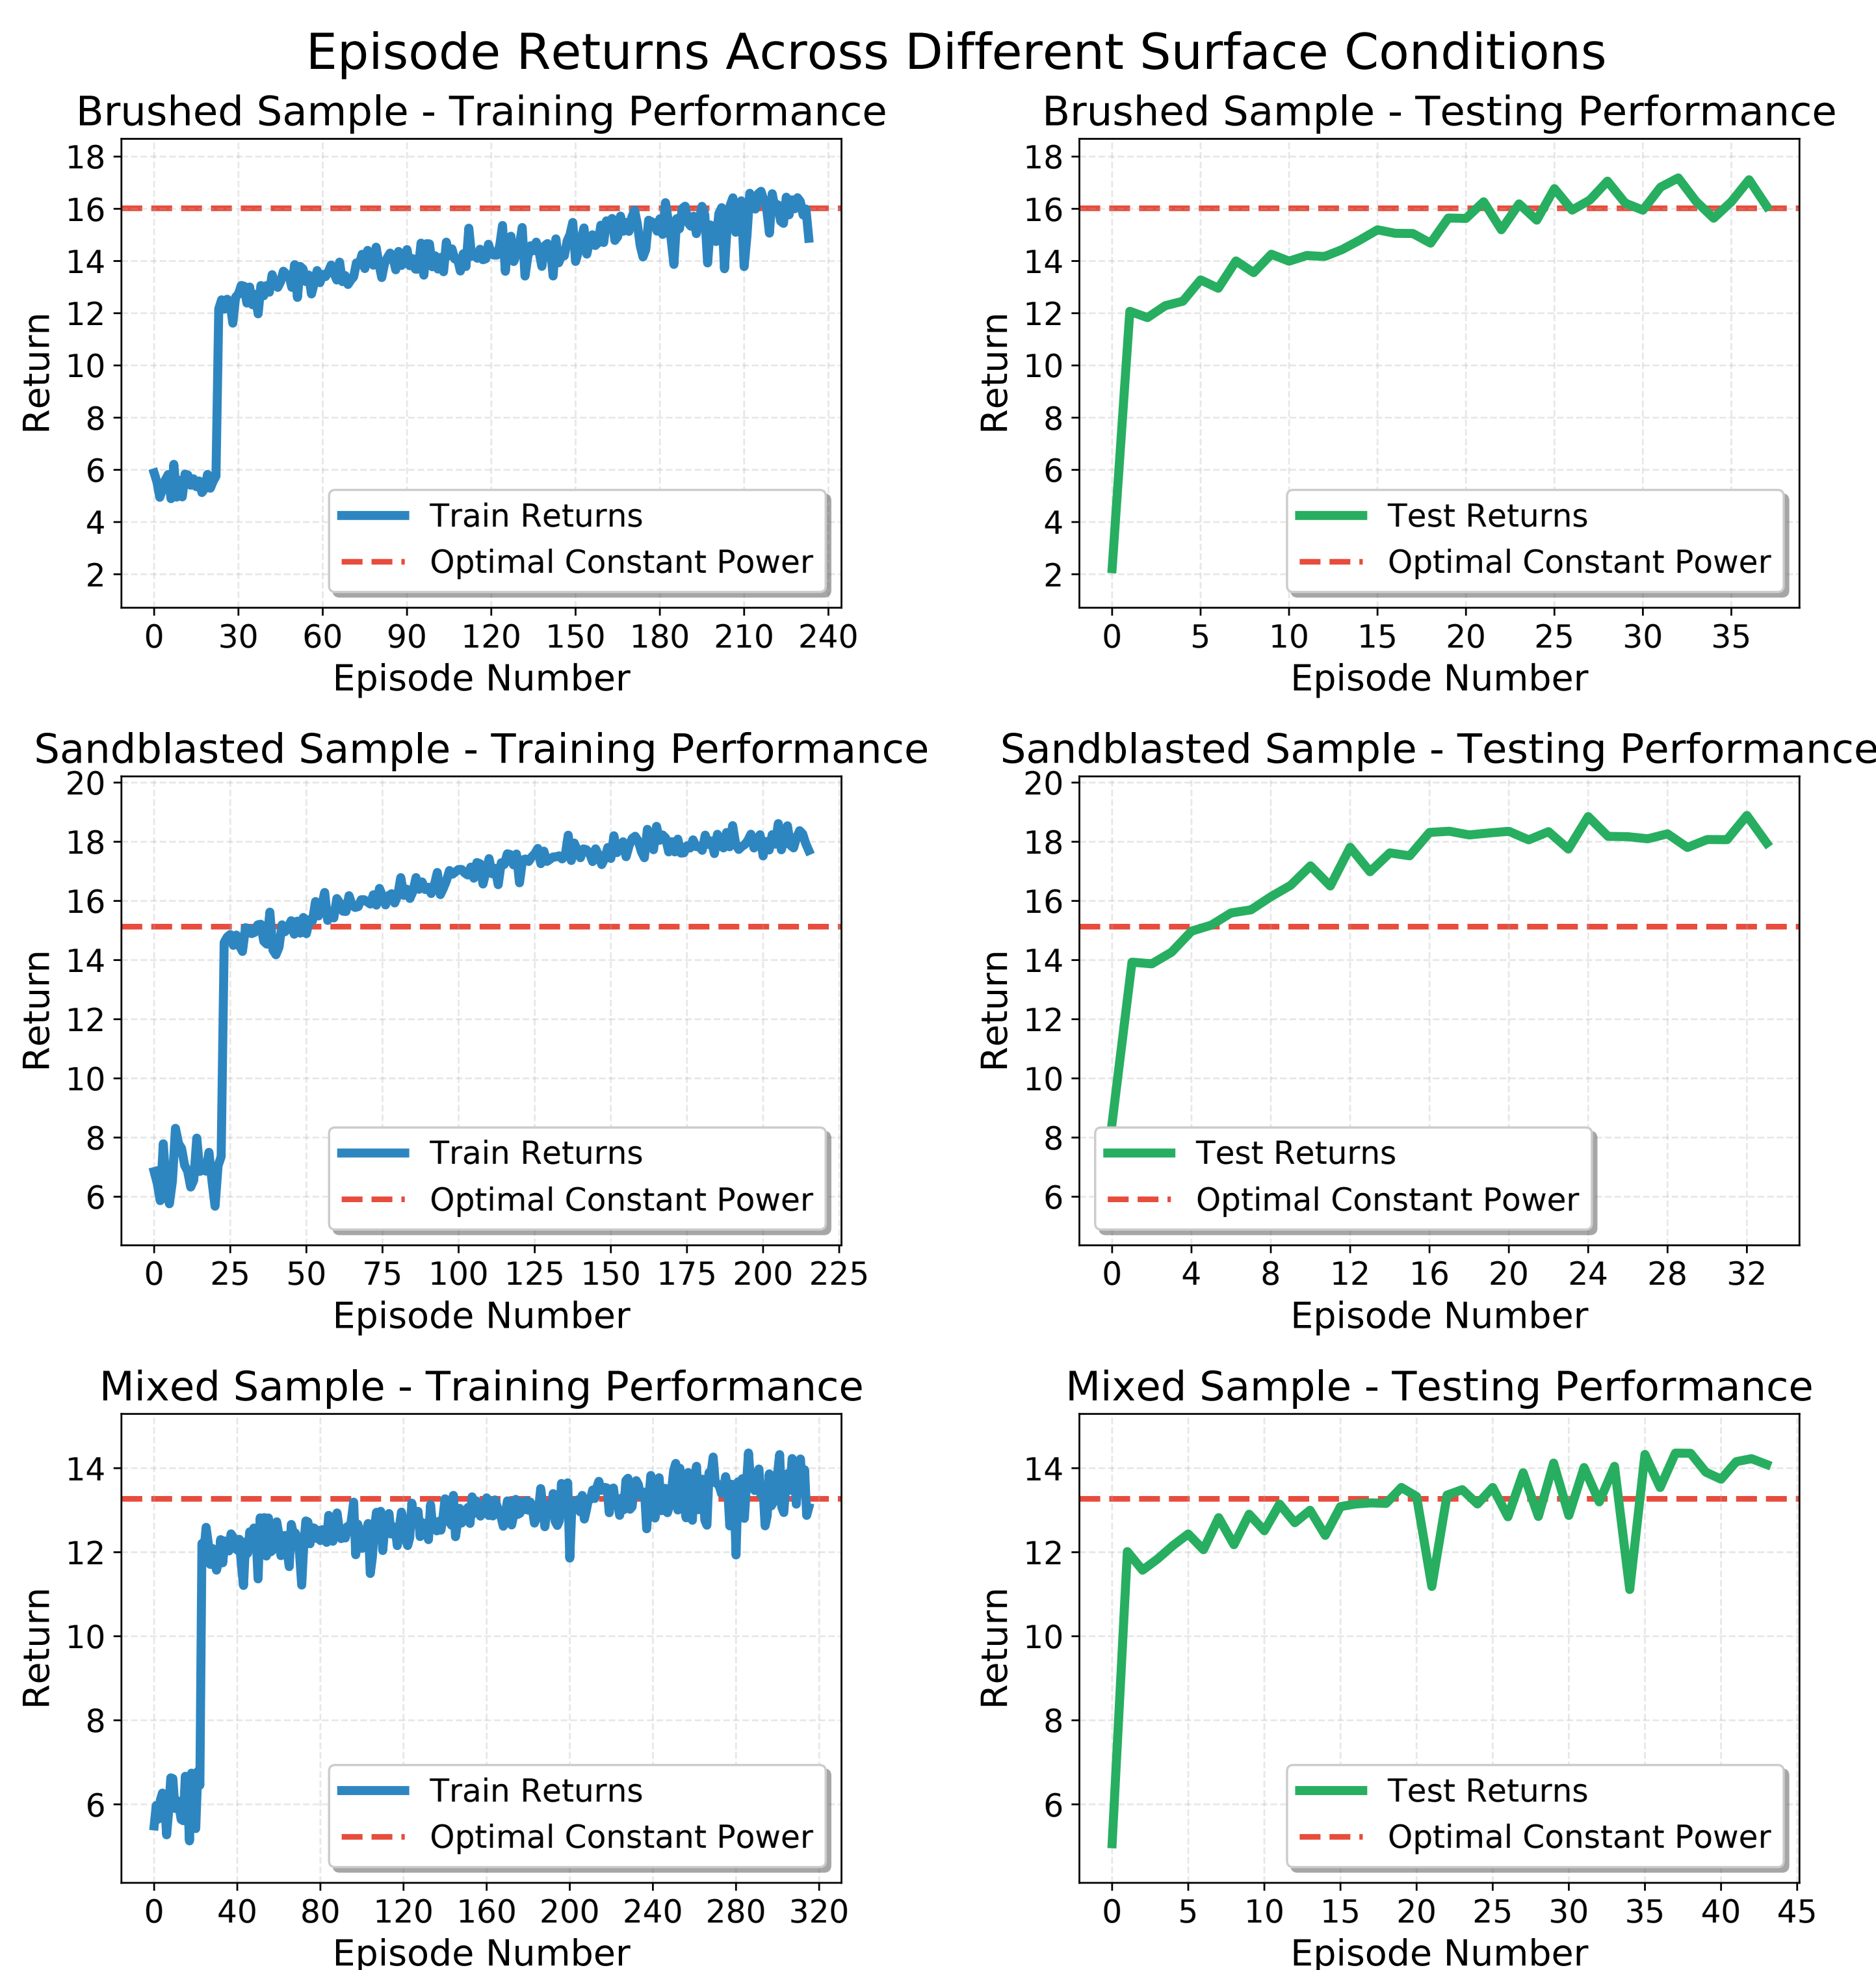 Episode Returns Across Different Surface Conditions
Brushed Sample - Training Performance
18
16
14
12
10
8
6
4
2
Return
Train Returns
Optimal Constant Power
0 30 60 90 120 150 180 210 240
Episode Number
Brushed Sample - Testing Performance
18
16
14
12
10
8
6
4
2
Return
Test Returns
Optimal Constant Power
0 5 10 15 20 25 30 35
Episode Number
Sandblasted Sample - Training Performance
20
18
16
14
12
10
8
6
Return
Train Returns
Optimal Constant Power
0 25 50 75 100 125 150 175 200 225
Episode Number
Sandblasted Sample - Testing Performance
20
18
16
14
12
10
8
6
Return
Test Returns
Optimal Constant Power
0 4 8 12 16 20 24 28 32
Episode Number
Mixed Sample - Training Performance
14
12
10
8
6
Return
Train Returns
Optimal Constant Power
0 40 80 120 160 200 240 280 320
Episode Number
Mixed Sample - Testing Performance
14
12
10
8
6
Return
Test Returns
Optimal Constant Power
0 5 10 15 20 25 30 35 40 45
Episode Number